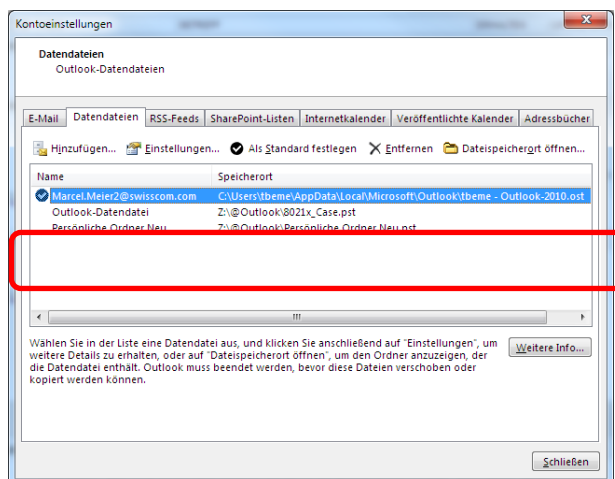 Kontoeinstellungen
Datendateien
Outlook-Datendateien
E-Mail Datendateien RSS-Feeds SharePoint-Listen Internetkalender Veröffentlichte Kalender Adressbücher
Hinzufügen... Einstellungen... Als Standard festlegen Entfernen Dateispeicherort öffnen...
Name Speicherort
Marcel.Meier2@swisscom.com C:\Users\tbeme\AppData\Local\Microsoft\Outlook\tbeme - Outlook-2010.ost
Outlook-Datendatei Z:\@Outlook\8021x_Case.pst
Persönliche Ordner Neu Z:\@Outlook\Persönliche Ordner Neu.pst
Wählen Sie in der Liste eine Datendatei aus, und klicken Sie anschließend auf "Einstellungen", um
weitere Details zu erhalten, oder auf "Dateispeicherort öffnen", um den Ordner anzuzeigen, der
die Datendatei enthält. Outlook muss beendet werden, bevor diese Dateien verschoben oder
kopiert werden können.
Weitere Info...
Schließen